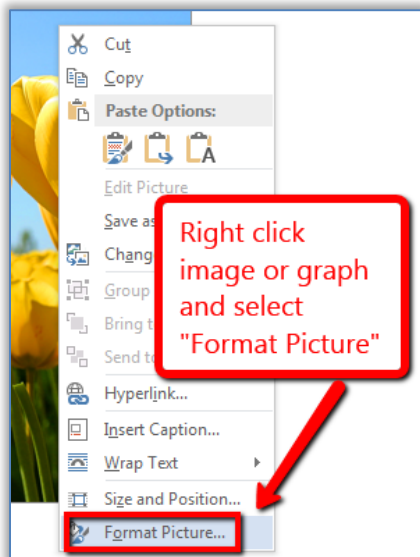 Cut
Copy
Paste Options:
A
Edit Picture
Save as
Chang
Group
Bring t
Send to
Right click
image or graph
and select
"Format Picture"
Hyperlink...
Insert Caption...
Wrap Text
Size and Position...
Format Picture...